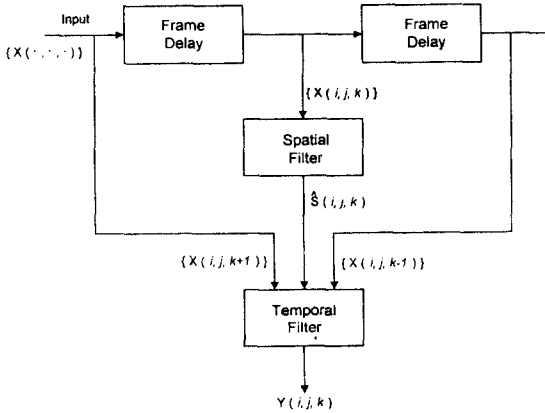 Input
{ X ( · , · , · ) }
Frame
Delay
Frame
Delay
{ X ( i, j, k ) }
Spatial
Filter
Ŝ ( i, j, k )
{ X ( i, j, k+1 ) }
{ X ( i, j, k-1 ) }
Temporal
Filter
Y ( i, j, k )